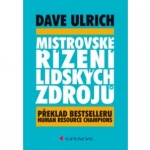 DAVE ULRICH
MISTROVSKÉ
ŘÍZENÍ
LIDSKÝCH
ZDROJŮ
PŘEKLAD BESTSELLERU
HUMAN RESOURCE CHAMPIONS